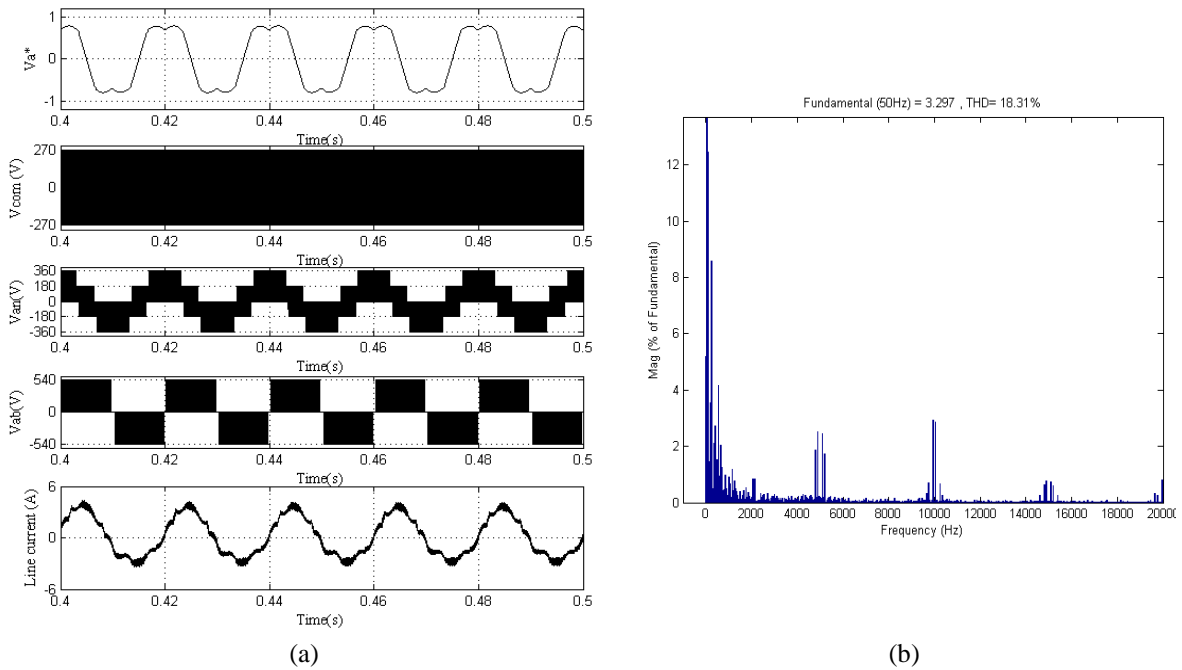 1
0
-1
Va*
0.4 0.42 0.44 0.46 0.48 0.5
Time(s)
270
0
-270
Vcom (V)
0.4 0.42 0.44 0.46 0.48 0.5
Time(s)
360
180
0
-180
-360
Van(V)
0.4 0.42 0.44 0.46 0.48 0.5
Time(s)
540
0
-540
Vab(V)
0.4 0.42 0.44 0.46 0.48 0.5
Time(s)
6
0
-6
Line current (A)
0.4 0.42 0.44 0.46 0.48 0.5
Time(s)
(a)
Fundamental (50Hz) = 3.297 , THD= 18.31%
12
10
8
6
4
2
0
Mag (% of Fundamental)
0 2000 4000 6000 8000 10000 12000 14000 16000 18000 20000
Frequency (Hz)
(b)